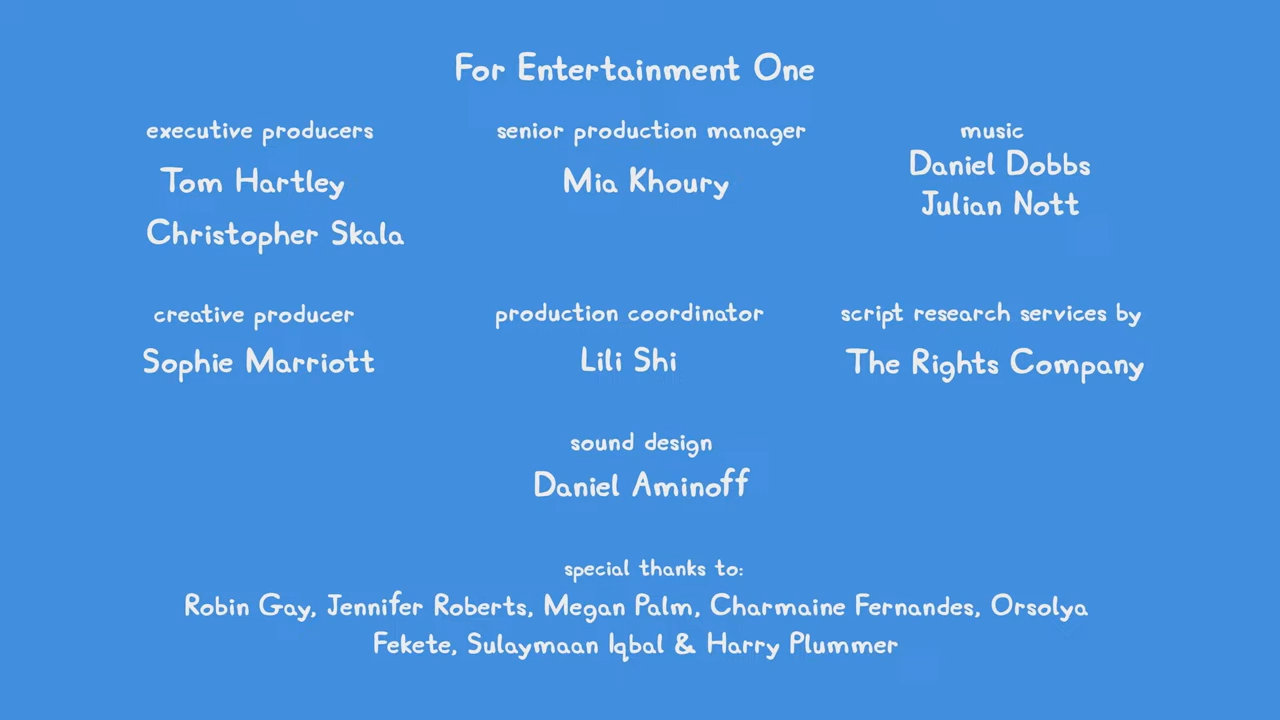 For Entertainment One
executive producers
Tom Hartley
Christopher Skala
senior production manager
Mia Khoury
music
Daniel Dobbs
Julian Nott
creative producer
Sophie Marriott
production coordinator
Lili Shi
script research services by
The Rights Company
sound design
Daniel Aminoff
special thanks to:
Robin Gay, Jennifer Roberts, Megan Palm, Charmaine Fernandes, Orsolya
Fekete, Sulaymaan Iqbal & Harry Plummer